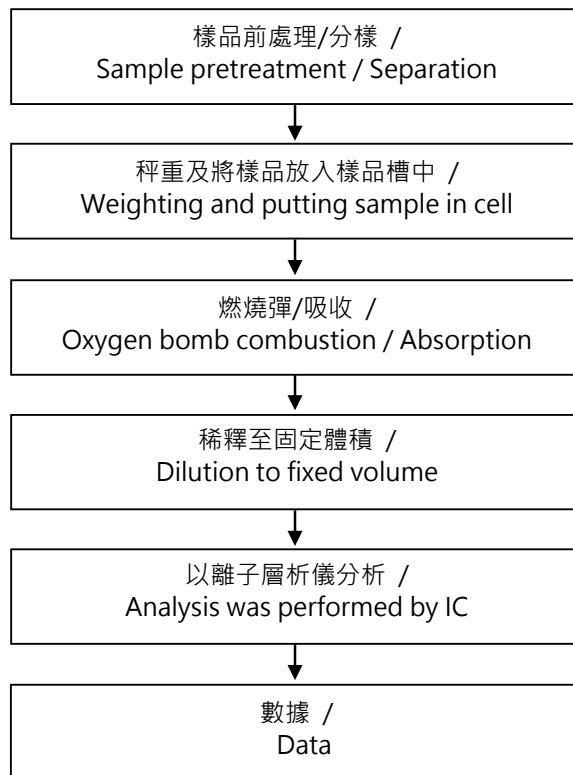 樣品前處理/分樣 /
Sample pretreatment / Separation
秤重及將樣品放入樣品槽中 /
Weighting and putting sample in cell
燃燒彈/吸收 /
Oxygen bomb combustion / Absorption
稀釋至固定體積 /
Dilution to fixed volume
以離子層析儀分析 /
Analysis was performed by IC
數據 /
Data